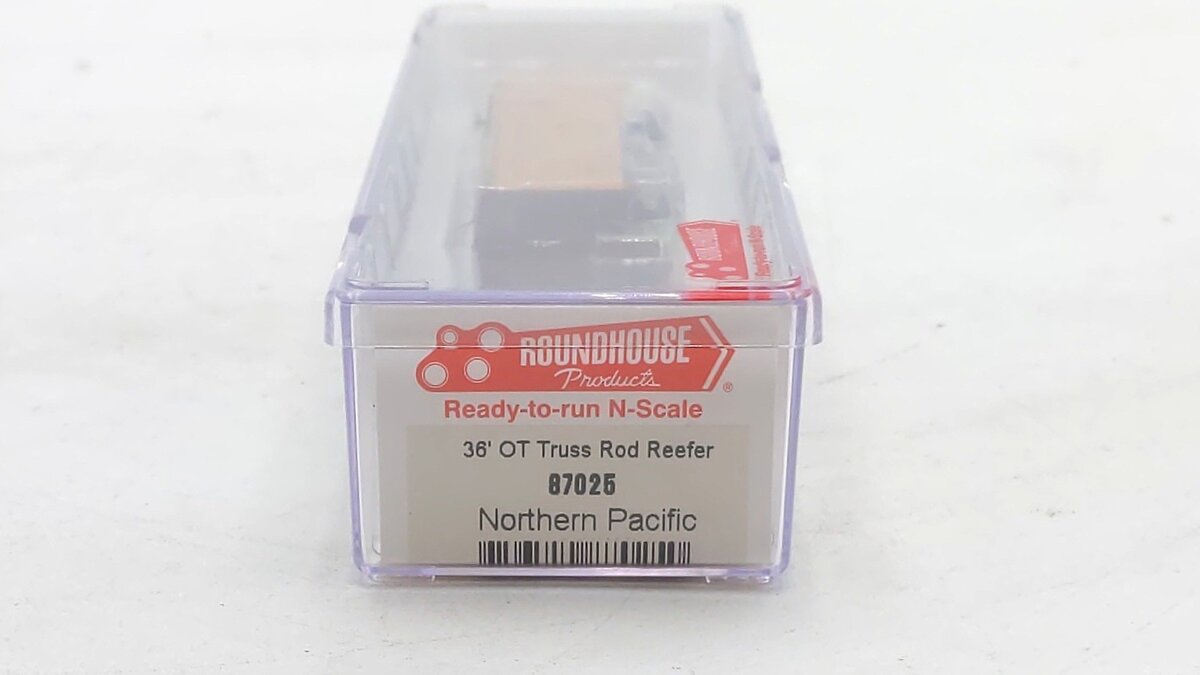 ROUNDHOUSE
Products
®
Ready-to-run N-Scale
36' OT Truss Rod Reefer
87025
Northern Pacific